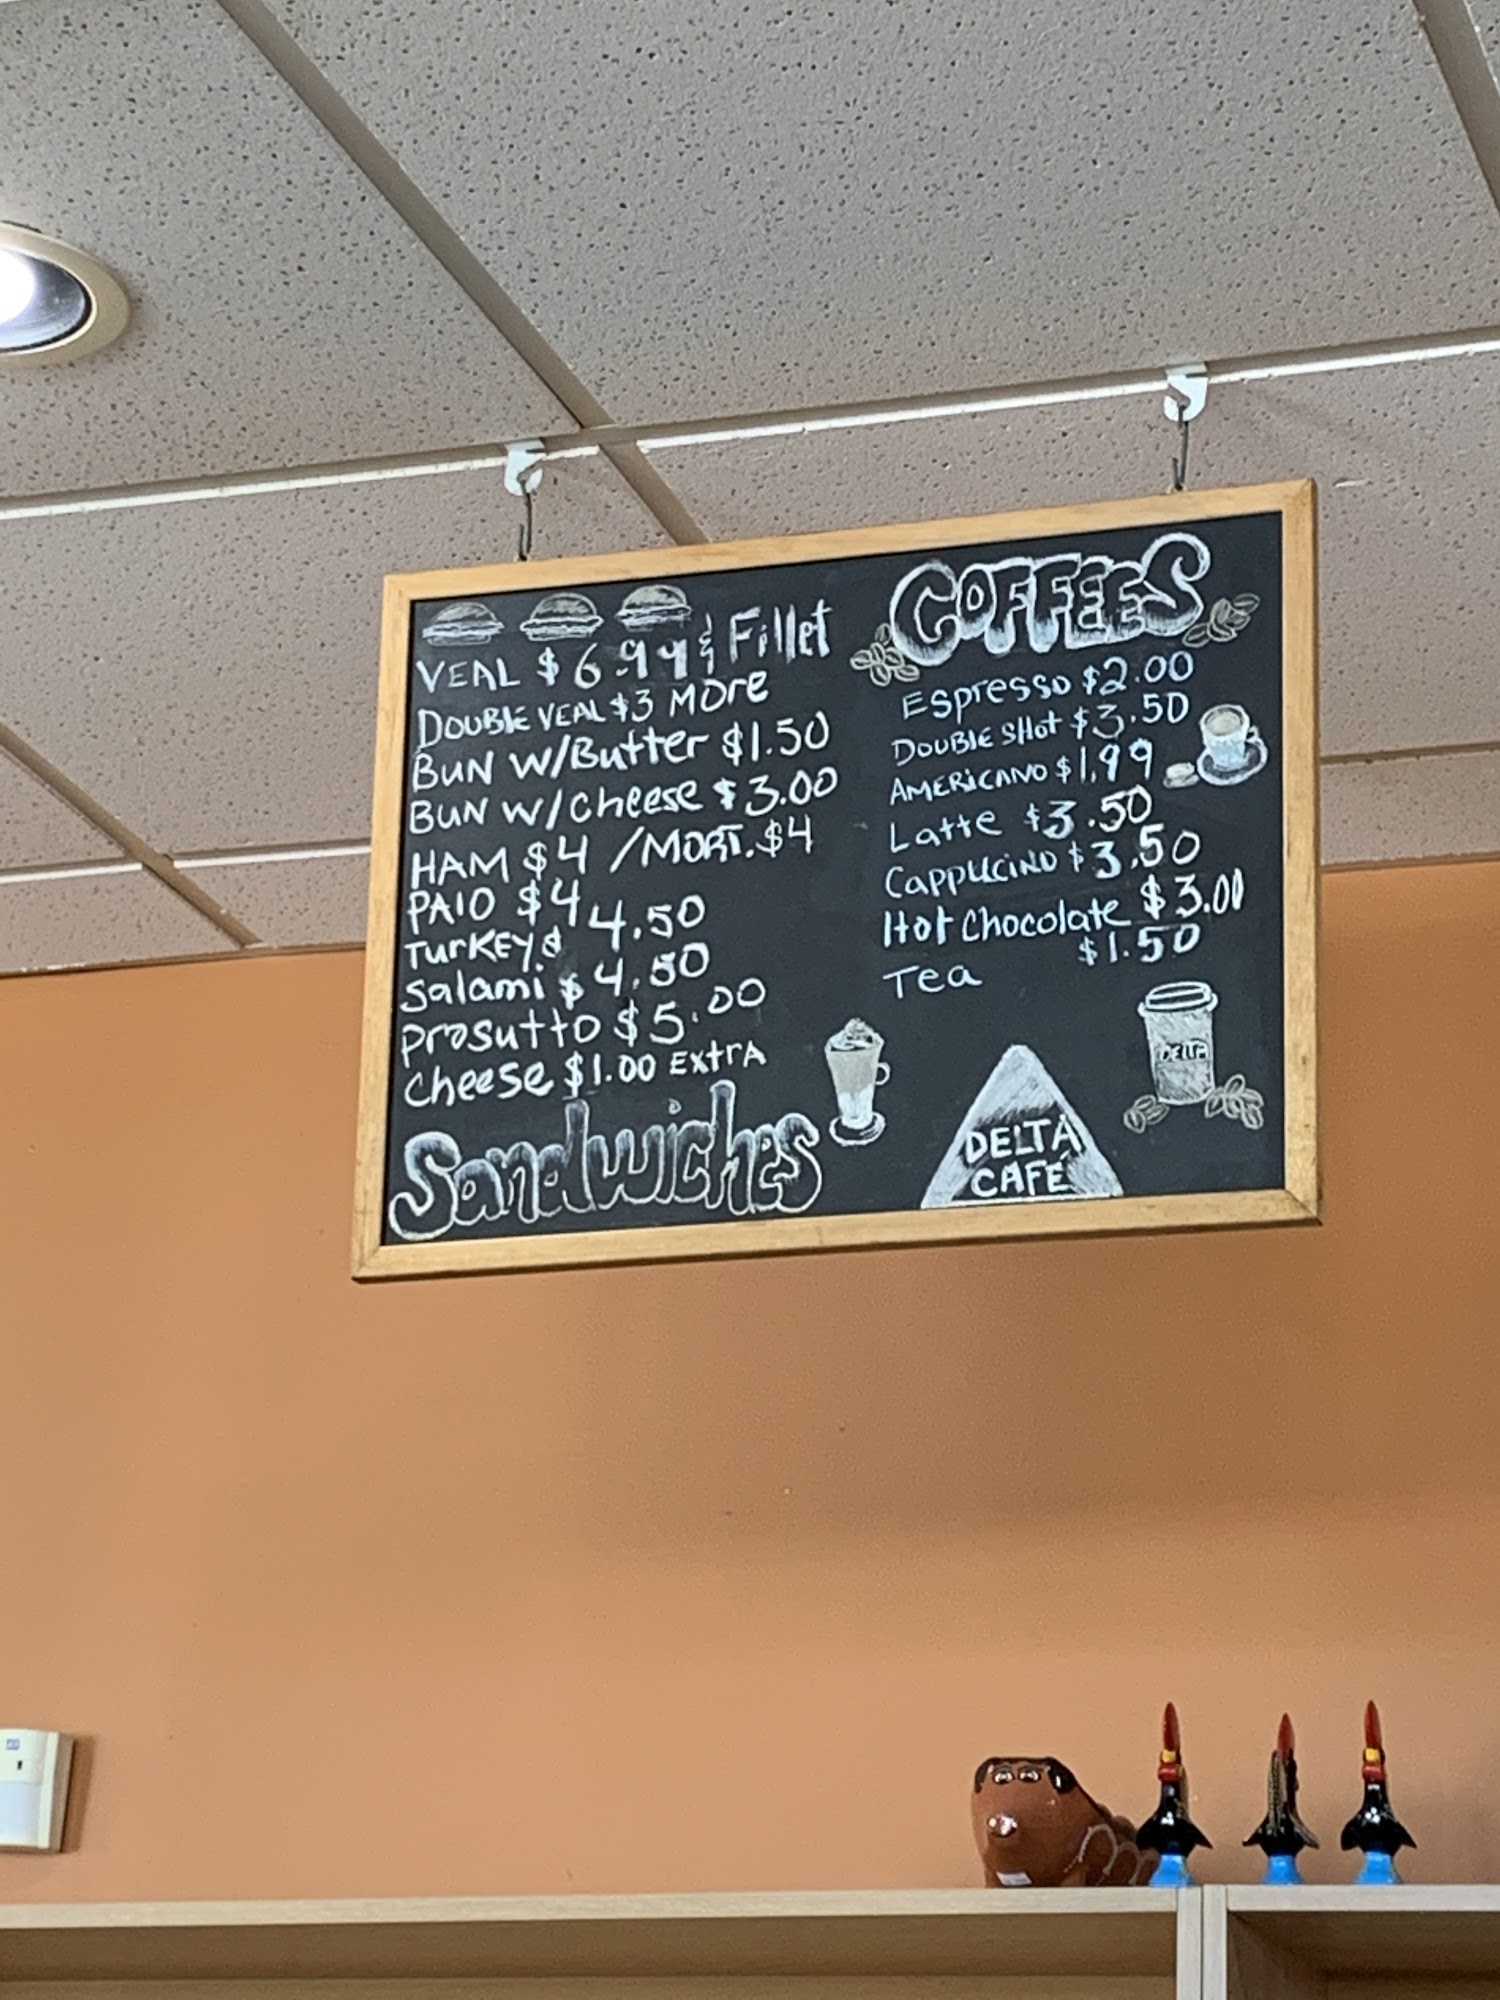 VEAL $6.99 & Fillet
DOUBLE VEAL $3 MORE
BUN W/Butter $1.50
BUN W/Cheese $3.00
HAM $4 /MORT. $4
PAIO $4
Turkey $ 4.50
Salami $ 4.50
Prosutto $5.00
Cheese $1.00 Extra
Sandwiches
COFFEES
Espresso $2.00
DOUBLE SHOT $3.50
AMERICANO $1.99
Latte $3.50
Cappucino $3.50
Hot Chocolate $3.00
Tea $1.50
DELTA
DELTA
CAFÉ